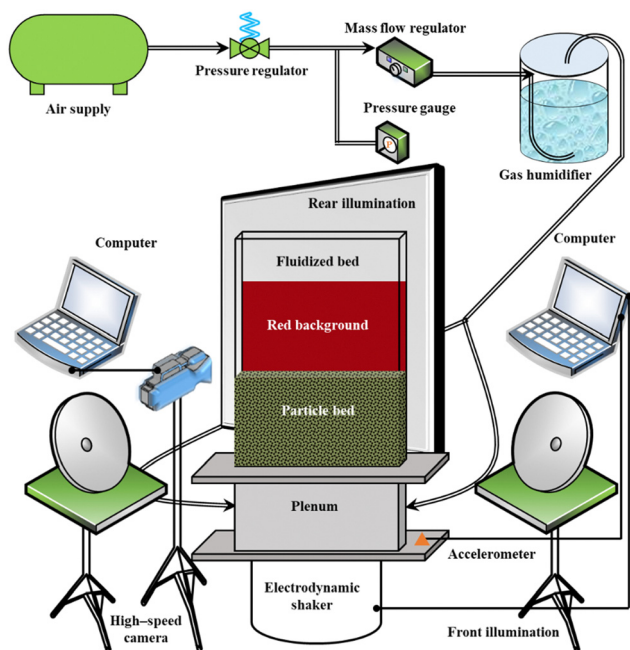 Mass flow regulator
Pressure regulator
Air supply
Pressure gauge
P
Gas humidifier
Rear illumination
Computer
Computer
Fluidized bed
Red background
Particle bed
Plenum
Accelerometer
Electrodynamic
shaker
High–speed
camera
Front illumination